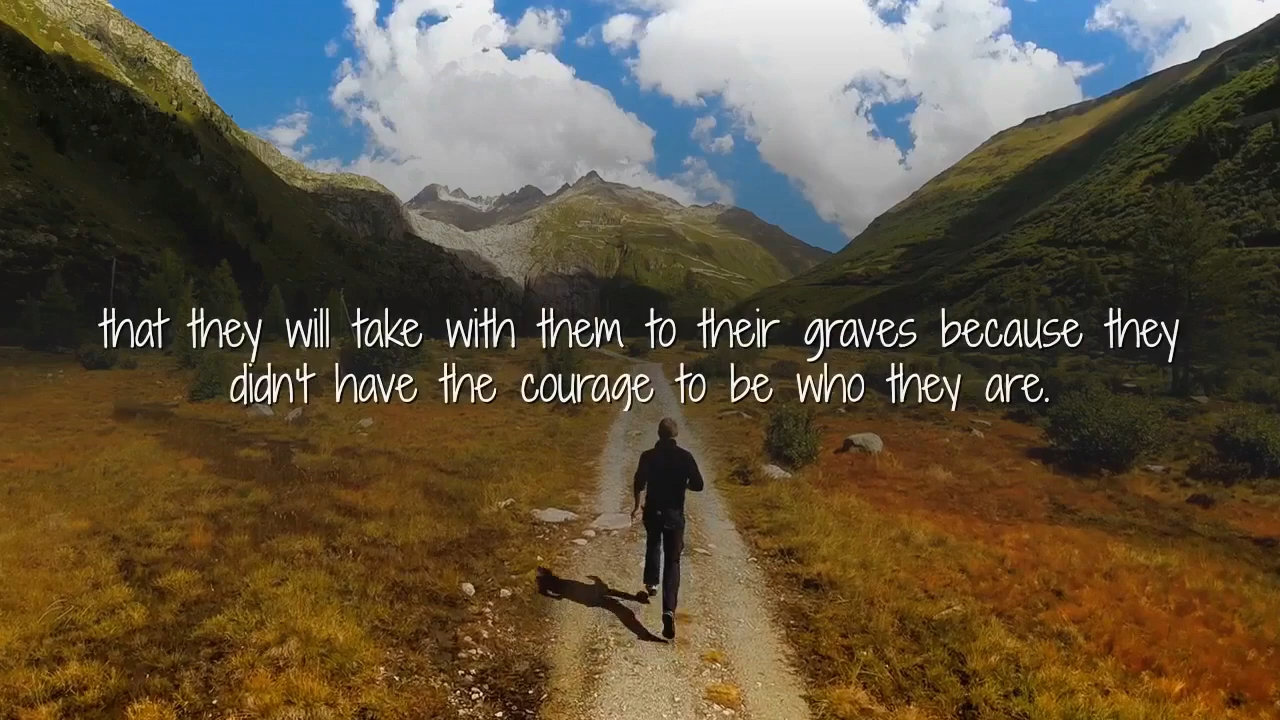 that they will take with them to their graves because they
didn't have the courage to be who they are.